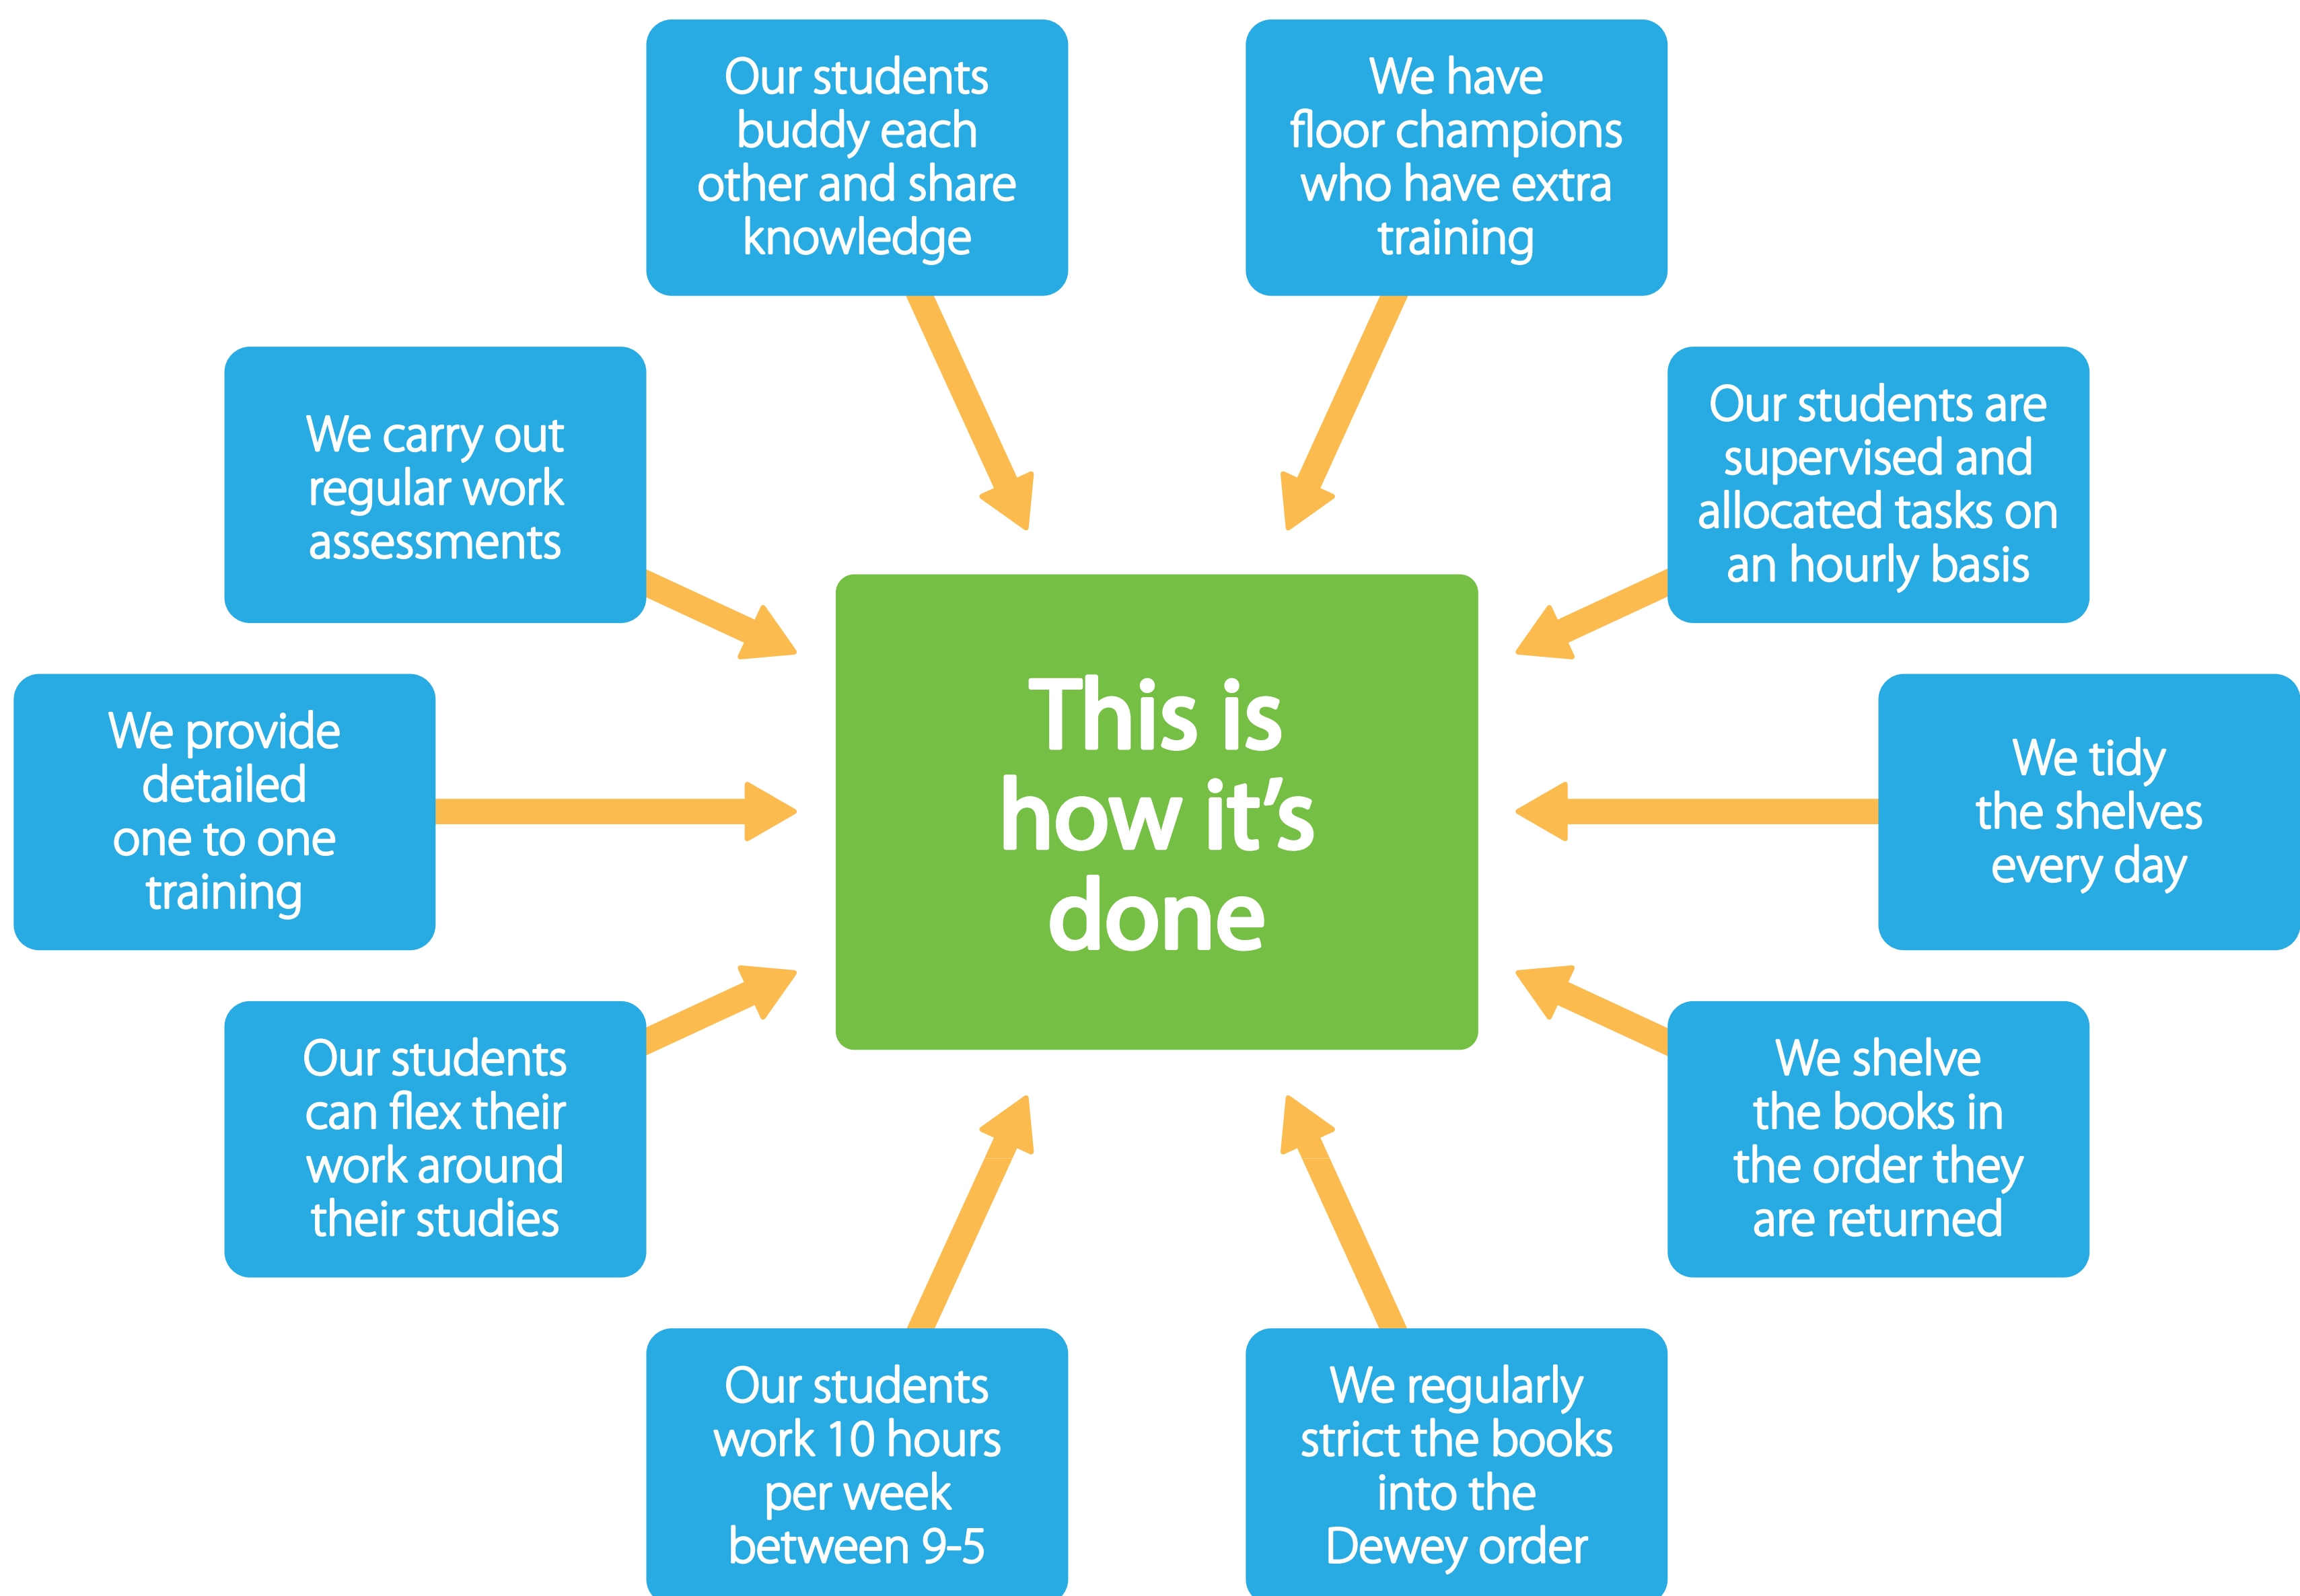 Our students
buddy each
other and share
knowledge
We have
floor champions
who have extra
training
We carry out
regular work
assessments
Our students are
supervised and
allocated tasks on
an hourly basis
We provide
detailed
one to one
training
This is
how it’s
done
We tidy
the shelves
every day
Our students
can flex their
work around
their studies
We shelve
the books in
the order they
are returned
Our students
work 10 hours
per week
between 9-5
We regularly
strict the books
into the
Dewey order